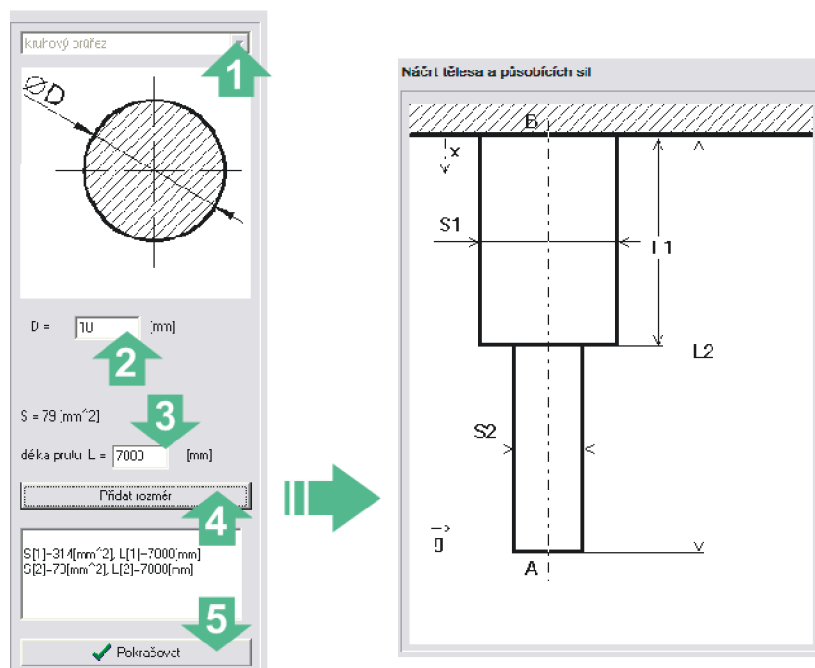 kruhový průřez
1
ØD
D = 10 [mm]
2
3
S = 79 [mm^2]
délka prutu L = 7000 [mm]
Přidat rozměr
4
S[1]=314[mm^2], L[1]=7000[mm]
S[2]=79[mm^2], L[2]=7000[mm]
5
Pokračovat
Náčrt tělesa a působících sil
B
x
S1
L1
L2
S2
g
A